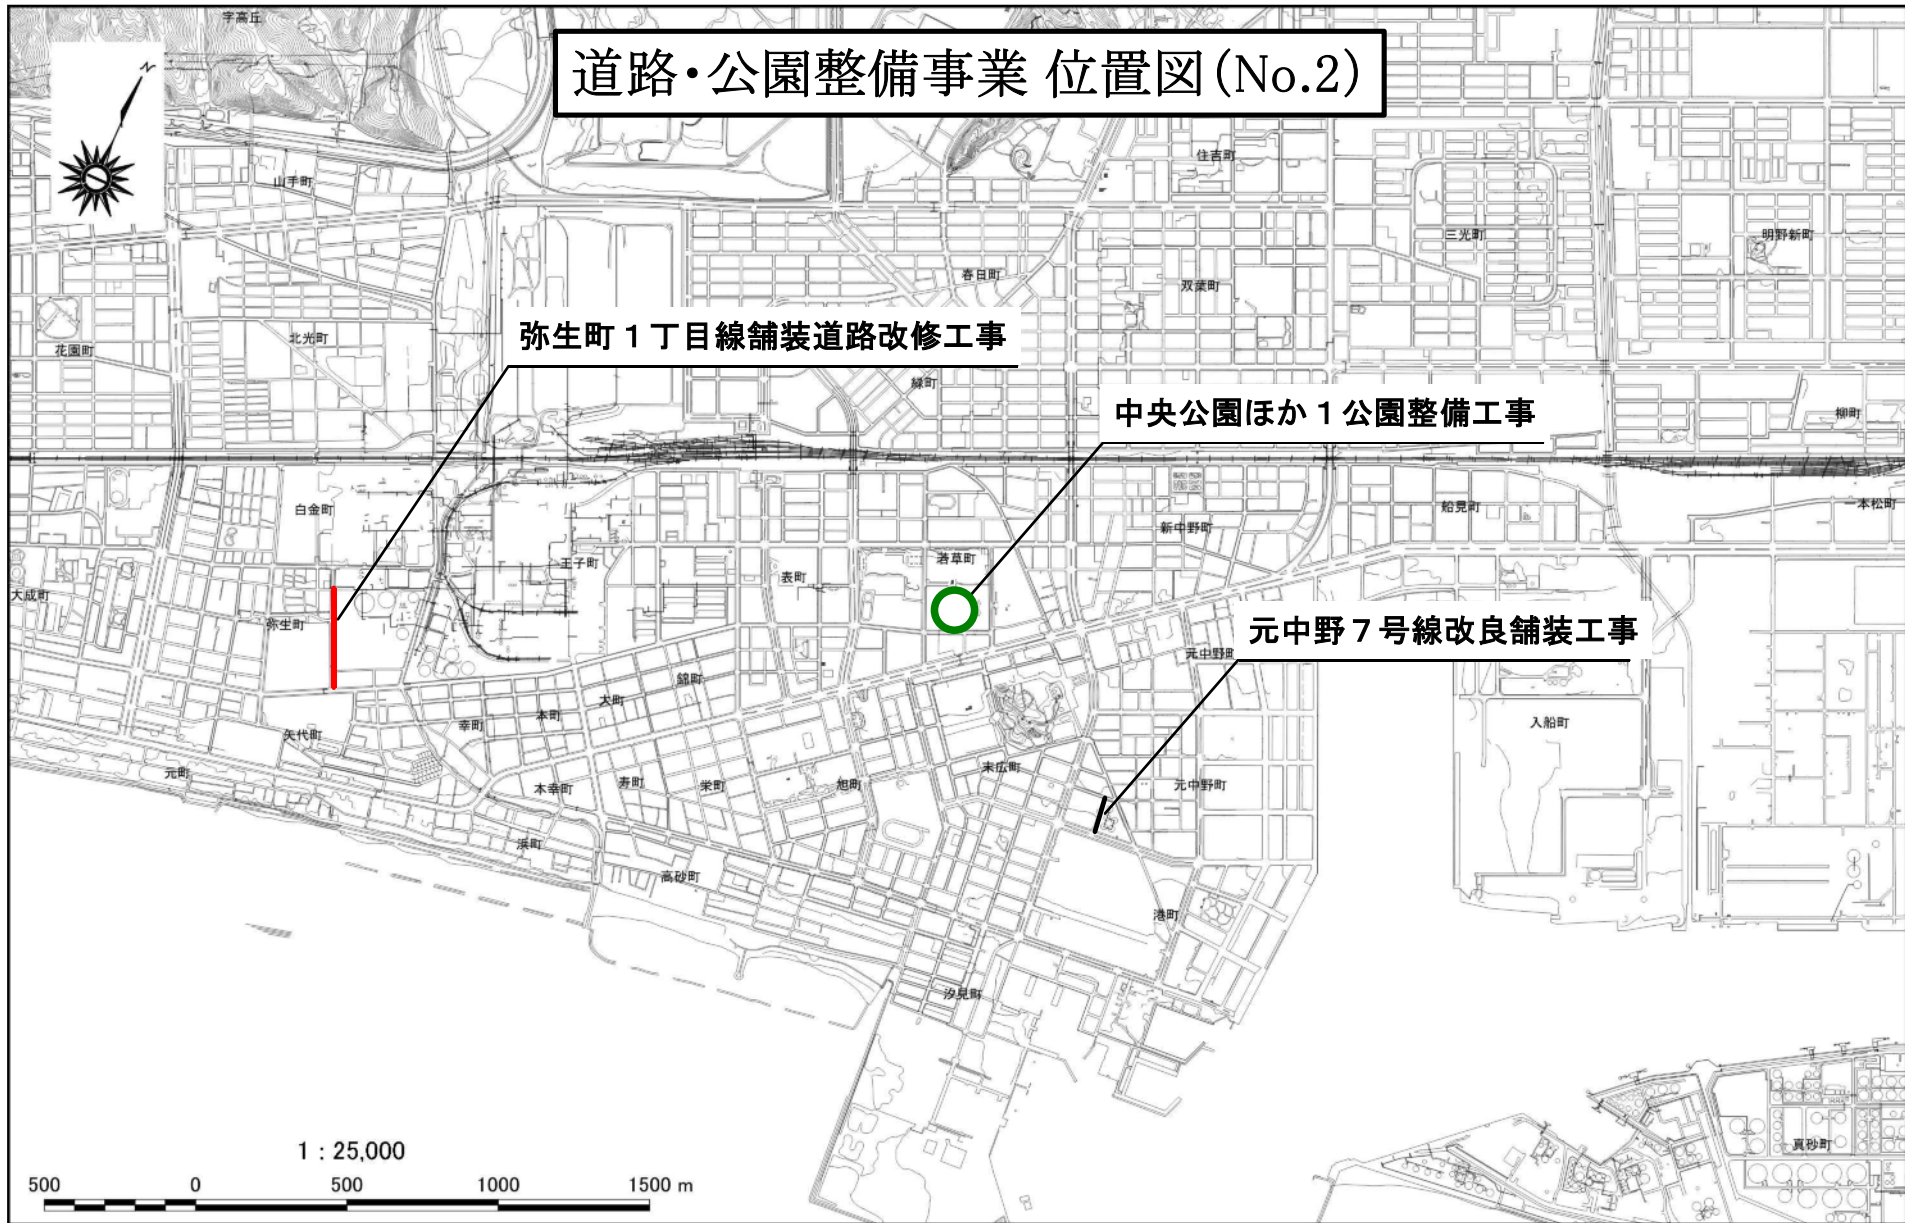 字高丘
道路・公園整備事業 位置図(No.2)
N
住吉町
山手町
三光町
明野新町
春日町
双葉町
弥生町１丁目線舗装道路改修工事
北光町
花園町
緑町
中央公園ほか１公園整備工事
柳町
白金町
船見町
一本松町
新中野町
王子町
表町
若草町
大成町
弥生町
元中野７号線改良舗装工事
元中野町
錦町
大町
本町
幸町
矢代町
入船町
元町
末広町
本幸町
寿町
栄町
旭町
元中野町
浜町
高砂町
港町
汐見町
真砂町
1 : 25,000
500 0 500 1000 1500 m